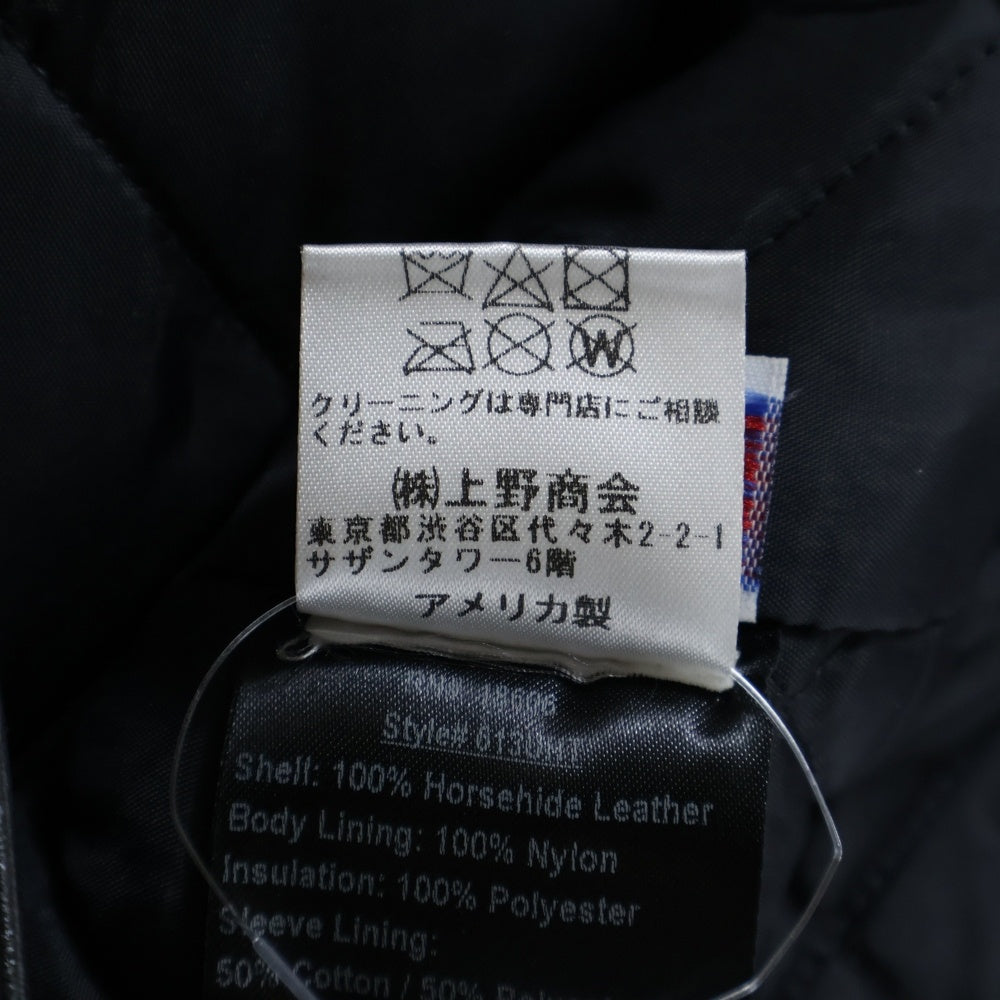 W
クリーニングは専門店にご相談
ください。
㈱上野商会
東京都渋谷区代々木2-2-1
サザンタワー6階
アメリカ製
Style#
Shell: 100% Horsehide Leather
Body Lining: 100% Nylon
Insulation: 100% Polyester
Sleeve Lining:
50% Cotton / 50%